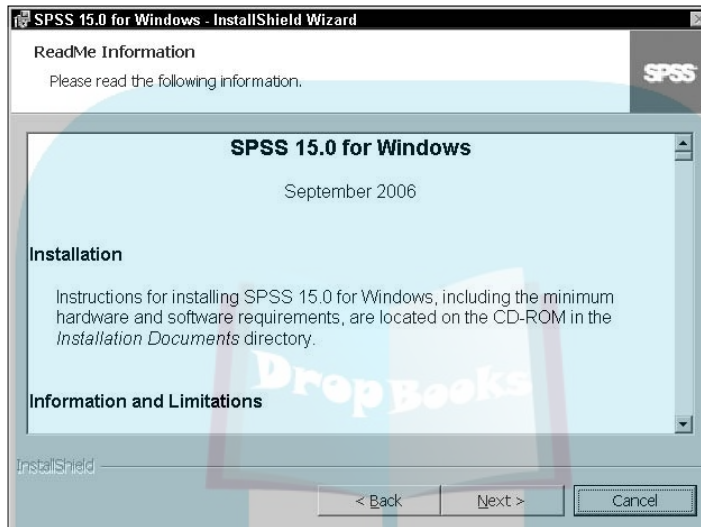 SPSS 15.0 for Windows - InstallShield Wizard
ReadMe Information
Please read the following information.
SPSS
SPSS 15.0 for Windows
September 2006
Installation
Instructions for installing SPSS 15.0 for Windows, including the minimum
hardware and software requirements, are located on the CD-ROM in the
Installation Documents directory.
DropBooks
Information and Limitations
InstallShield
< Back
Next >
Cancel